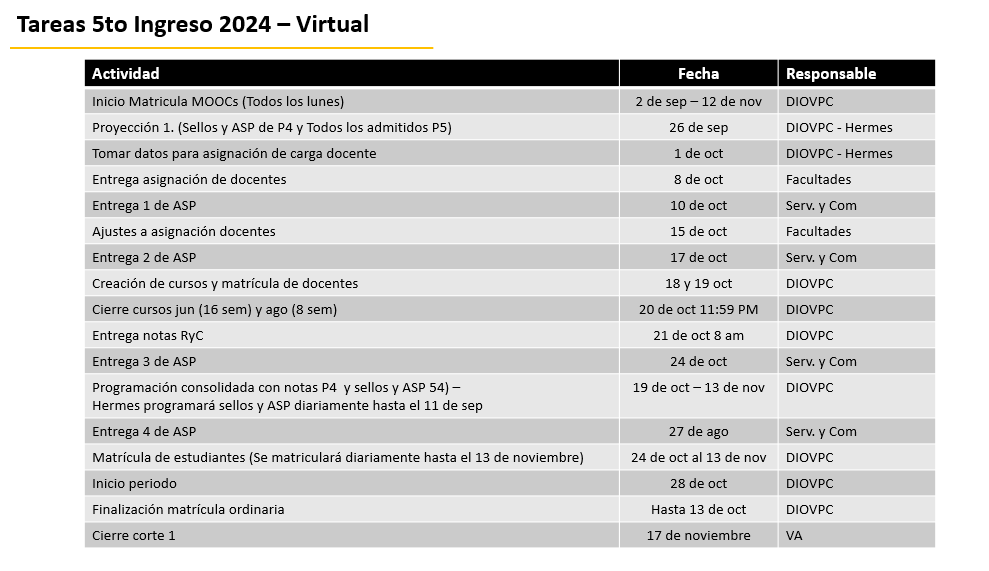 Tareas 5to Ingreso 2024 – Virtual
Actividad Fecha Responsable
Inicio Matricula MOOCs (Todos los lunes) 2 de sep – 12 de nov DIOVPC
Proyección 1. (Sellos y ASP de P4 y Todos los admitidos P5) 26 de sep DIOVPC - Hermes
Tomar datos para asignación de carga docente 1 de oct DIOVPC - Hermes
Entrega asignación de docentes 8 de oct Facultades
Entrega 1 de ASP 10 de oct Serv. y Com
Ajustes a asignación docentes 15 de oct Facultades
Entrega 2 de ASP 17 de oct Serv. y Com
Creación de cursos y matrícula de docentes 18 y 19 oct DIOVPC
Cierre cursos jun (16 sem) y ago (8 sem) 20 de oct 11:59 PM DIOVPC
Entrega notas RyC 21 de oct 8 am DIOVPC
Entrega 3 de ASP 24 de oct Serv. y Com
Programación consolidada con notas P4 y sellos y ASP 54) – 19 de oct – 13 de nov DIOVPC
Hermes programará sellos y ASP diariamente hasta el 11 de sep
Entrega 4 de ASP 27 de ago Serv. y Com
Matrícula de estudiantes (Se matriculará diariamente hasta el 13 de noviembre) 24 de oct al 13 de nov DIOVPC
Inicio periodo 28 de oct DIOVPC
Finalización matrícula ordinaria Hasta 13 de oct DIOVPC
Cierre corte 1 17 de noviembre VA